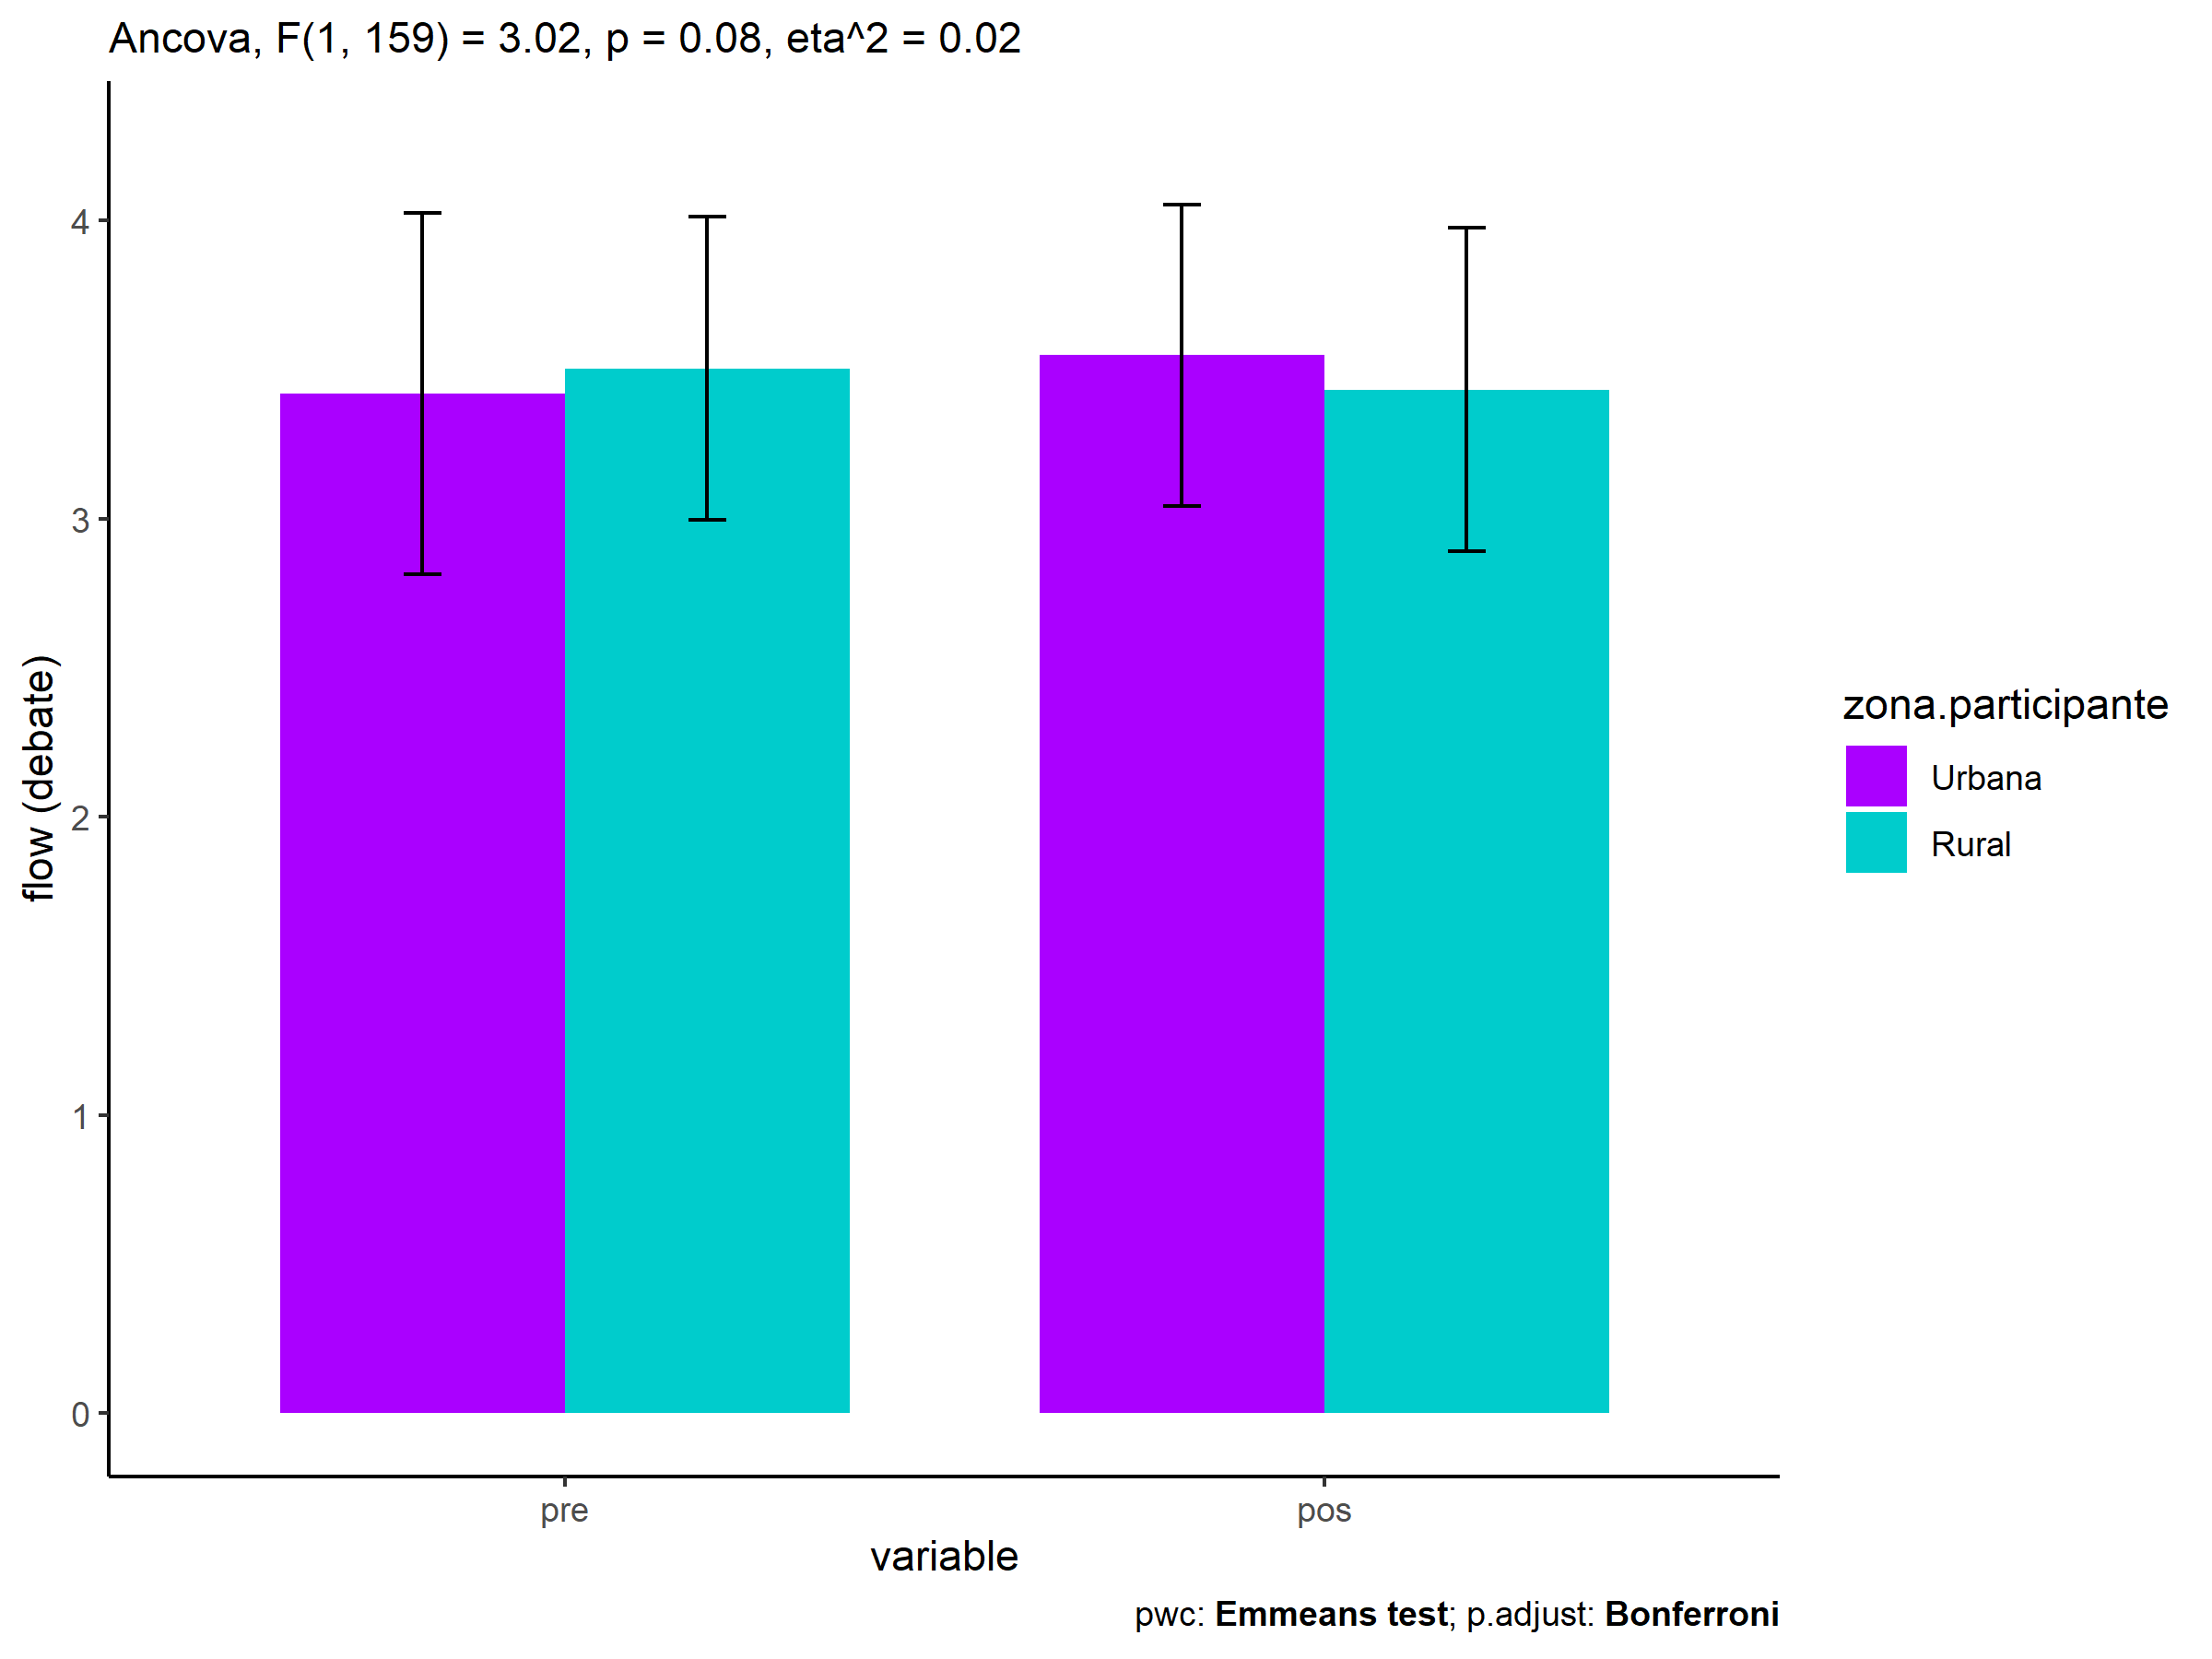 Ancova, F(1, 159) = 3.02, p = 0.08, eta^2 = 0.02
flow (debate)
4
3
2
1
0
pre
pos
variable
zona.participante
Urbana
Rural
pwc: Emmeans test; p.adjust: Bonferroni